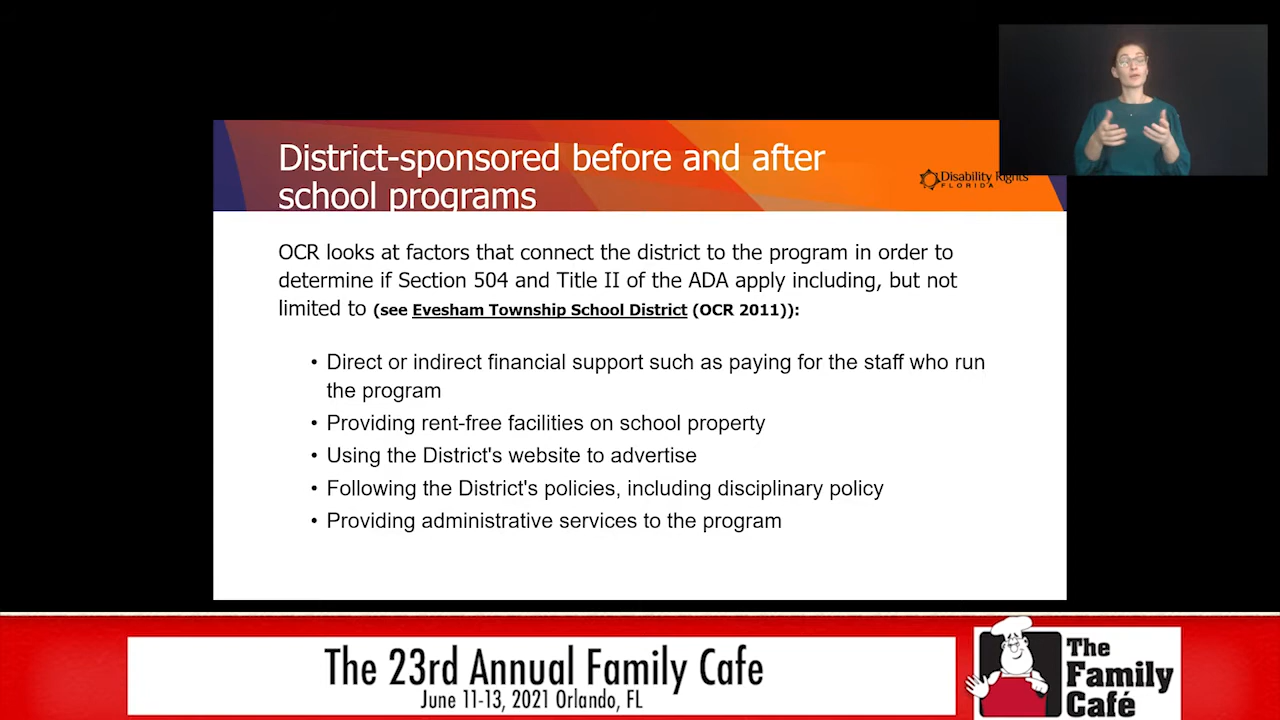 District-sponsored before and after
school programs
Disability Rights
FLORIDA
OCR looks at factors that connect the district to the program in order to
determine if Section 504 and Title II of the ADA apply including, but not
limited to (see Evesham Township School District (OCR 2011)):
• Direct or indirect financial support such as paying for the staff who run
the program
• Providing rent-free facilities on school property
• Using the District's website to advertise
• Following the District's policies, including disciplinary policy
• Providing administrative services to the program
The 23rd Annual Family Cafe
June 11-13, 2021 Orlando, FL
The
Family
Café